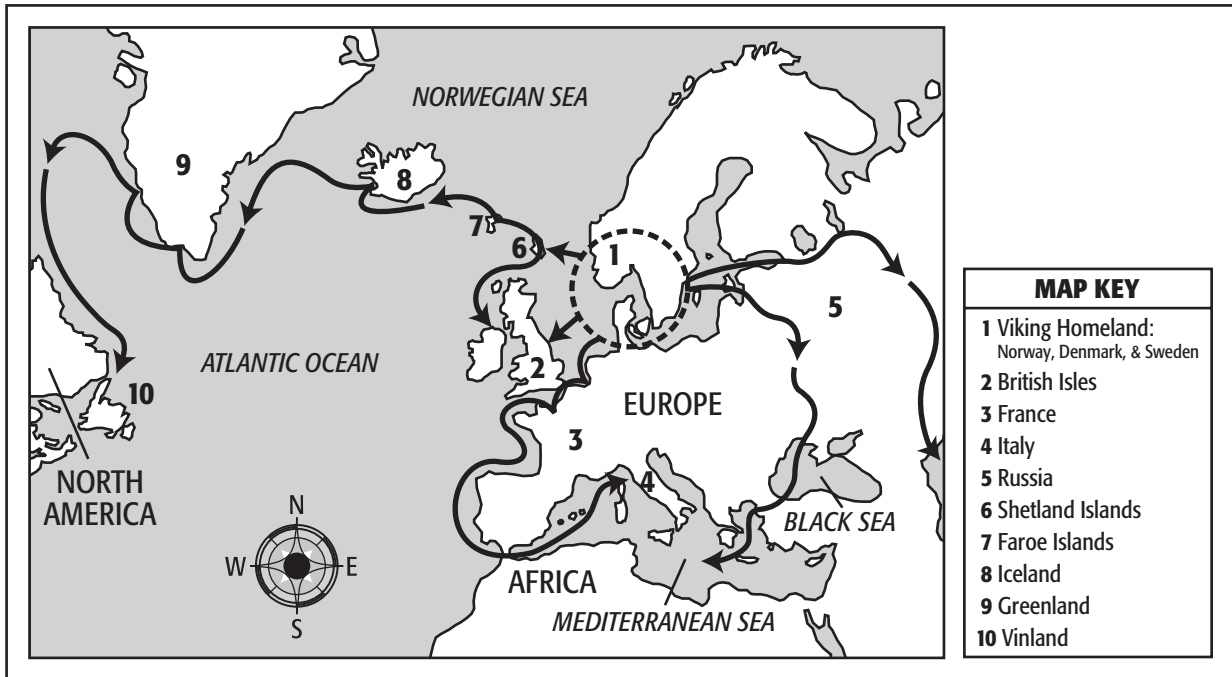 NORWEGIAN SEA
9
8
7
6
1
5
ATLANTIC OCEAN
2
10
EUROPE
3
NORTH
AMERICA
4
BLACK SEA
N
W
E
S
AFRICA
MEDITERRANEAN SEA
MAP KEY
1 Viking Homeland:
Norway, Denmark, & Sweden
2 British Isles
3 France
4 Italy
5 Russia
6 Shetland Islands
7 Faroe Islands
8 Iceland
9 Greenland
10 Vinland